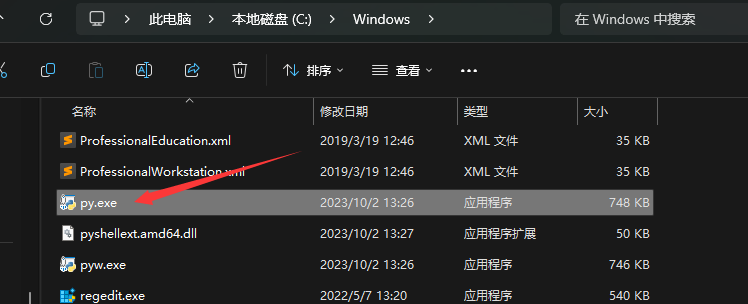 此电脑 > 本地磁盘 (C:) > Windows >
在 Windows 中搜索
排序
查看
名称 修改日期 类型 大小
ProfessionalEducation.xml 2019/3/19 12:46 XML 文件 35 KB
ProfessionalWorkstation.xml 2019/3/19 12:46 XML 文件 35 KB
py.exe 2023/10/2 13:26 应用程序 748 KB
pyshellext.amd64.dll 2023/10/2 13:27 应用程序扩展 50 KB
pyw.exe 2023/10/2 13:26 应用程序 746 KB
regedit.exe 2022/5/7 13:20 应用程序 540 KB